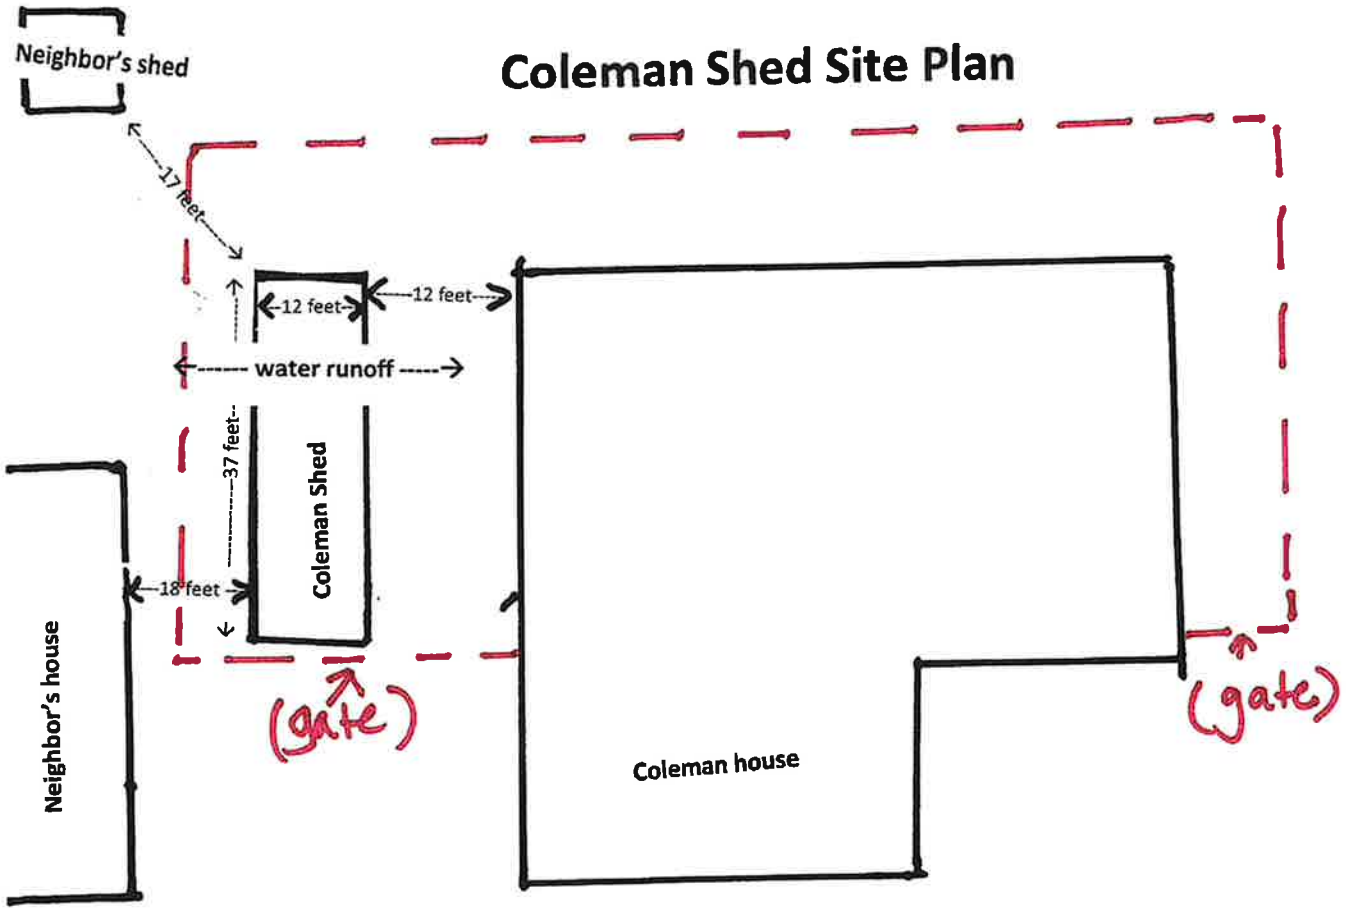 Neighbor's shed
Coleman Shed Site Plan
17 feet
12 feet
12 feet
water runoff
37 feet
Coleman Shed
18 feet
Neighbor's house
(gate)
(gate)
Coleman house